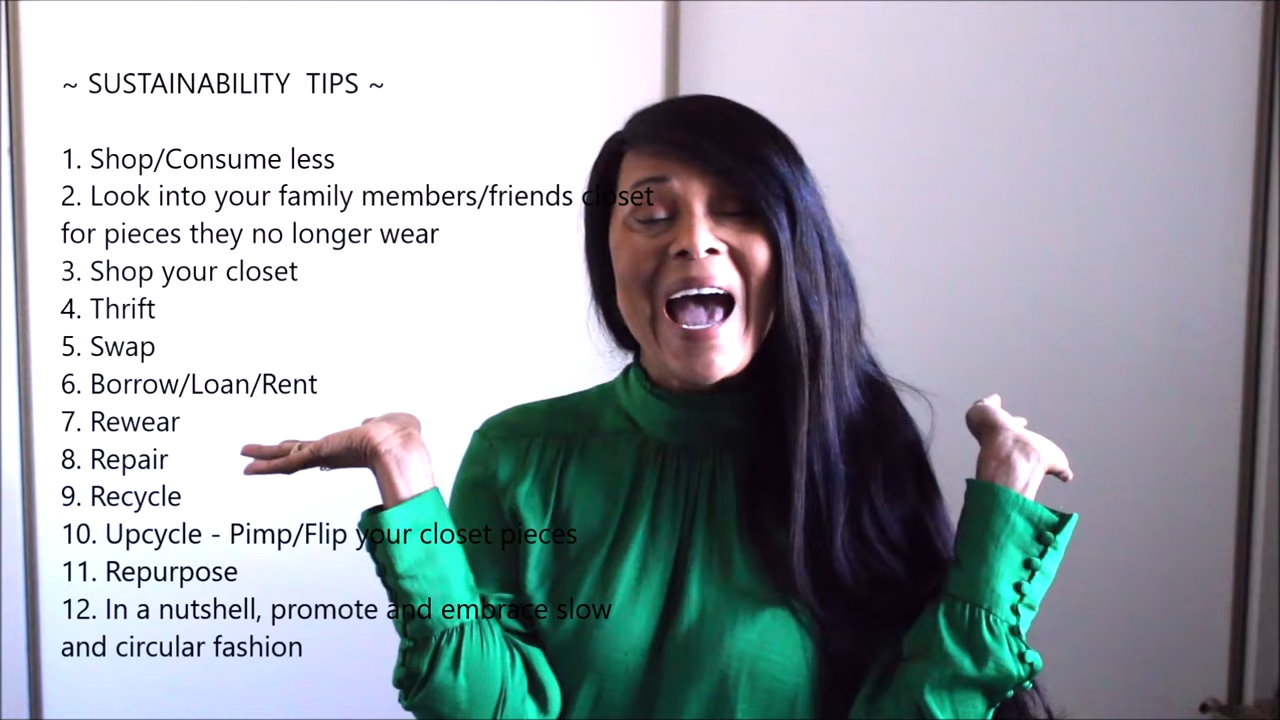 ~ SUSTAINABILITY TIPS ~
1. Shop/Consume less
2. Look into your family members/friends closet
for pieces they no longer wear
3. Shop your closet
4. Thrift
5. Swap
6. Borrow/Loan/Rent
7. Rewear
8. Repair
9. Recycle
10. Upcycle - Pimp/Flip your closet pieces
11. Repurpose
12. In a nutshell, promote and embrace slow
and circular fashion